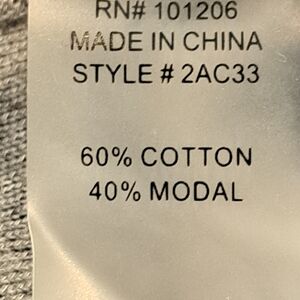 RN# 101206
MADE IN CHINA
STYLE # 2AC33
60% COTTON
40% MODAL